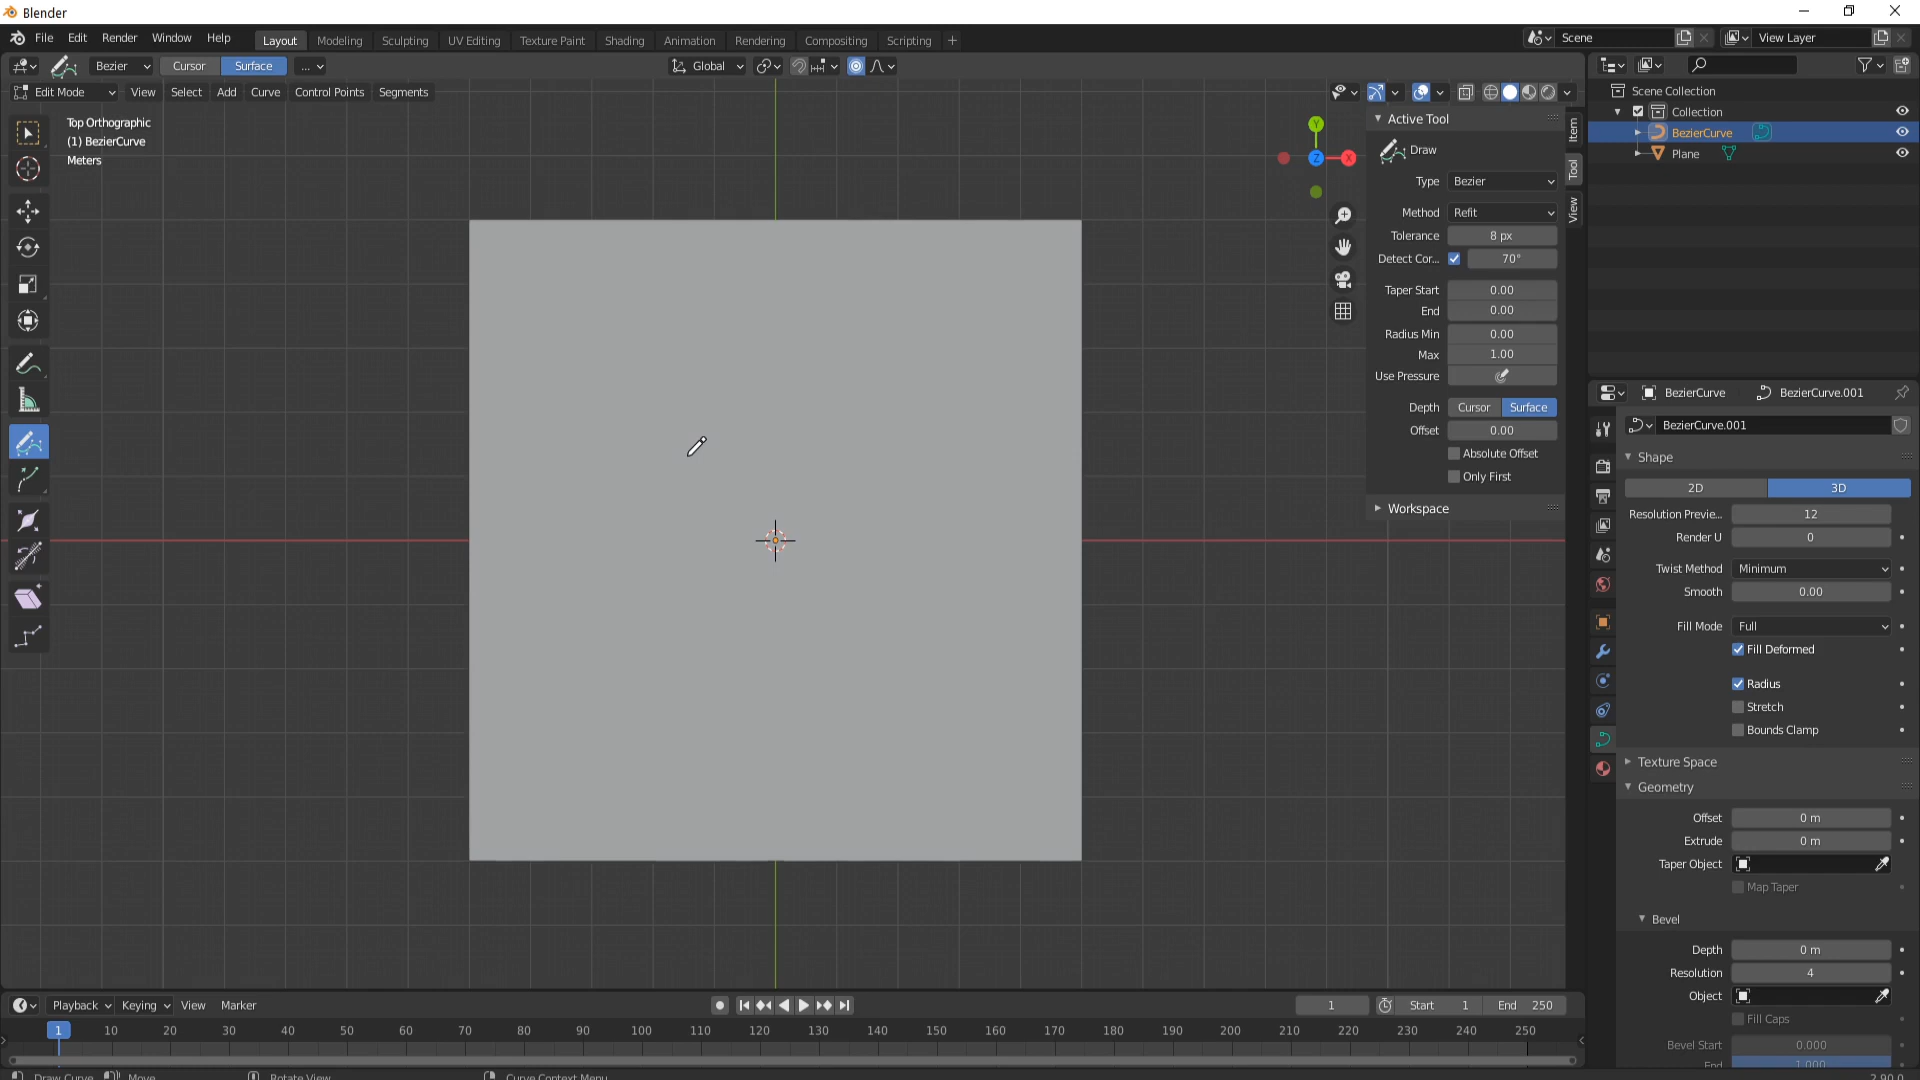 Blender
File Edit Render Window Help
Layout Modeling Sculpting UV Editing Texture Paint Shading Animation Rendering Compositing Scripting +
Scene
View Layer
Bezier Cursor Surface ...
Global
Edit Mode View Select Add Curve Control Points Segments
Top Orthographic
(1) BezierCurve
Meters
Y
Z
X
Active Tool
Draw
Type Bezier
Method Refit
Tolerance 8 px
Detect Cor... 70°
Taper Start 0.00
End 0.00
Radius Min 0.00
Max 1.00
Use Pressure
Depth Cursor Surface
Offset 0.00
Absolute Offset
Only First
Workspace
Item
Tool
View
Scene Collection
Collection
BezierCurve
Plane
BezierCurve BezierCurve.001
BezierCurve.001
Shape
2D 3D
Resolution Previe... 12
Render U 0
Twist Method Minimum
Smooth 0.00
Fill Mode Full
Fill Deformed
Radius
Stretch
Bounds Clamp
Texture Space
Geometry
Offset 0 m
Extrude 0 m
Taper Object
Map Taper
Bevel
Depth 0 m
Resolution 4
Object
Fill Caps
Bevel Start 0.000
End 1.000
Playback Keying View Marker
1 Start 1 End 250
1 10 20 30 40 50 60 70 80 90 100 110 120 130 140 150 160 170 180 190 200 210 220 230 240 250
Draw Curve Move Rotate View Curve Context Menu 2.90.0